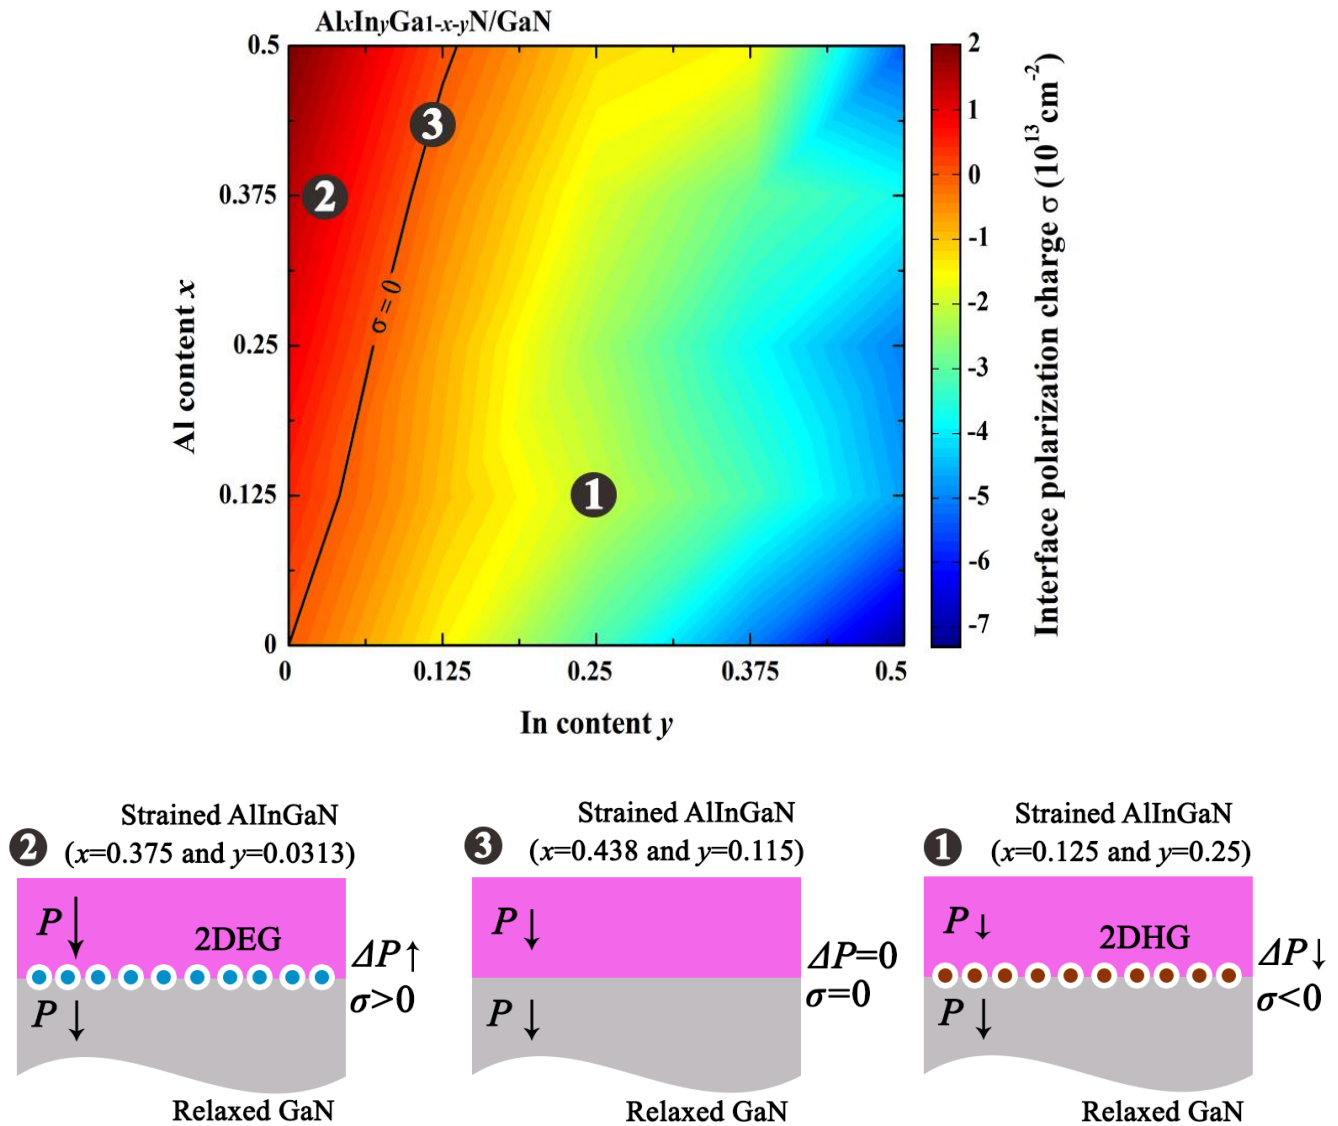 AlxInyGa1-x-yN/GaN
0.5
0.375
0.25
0.125
0
0
0.125
0.25
0.375
0.5
Al content x
In content y
σ = 0
3
2
1
2
1
0
-1
-2
-3
-4
-5
-6
-7
Interface polarization charge σ (10¹³ cm⁻²)
2
Strained AlInGaN
(x=0.375 and y=0.0313)
P
2DEG
ΔP↑
σ>0
P
Relaxed GaN
3
Strained AlInGaN
(x=0.438 and y=0.115)
P
ΔP=0
σ=0
P
Relaxed GaN
1
Strained AlInGaN
(x=0.125 and y=0.25)
P
2DHG
ΔP↓
σ<0
P
Relaxed GaN